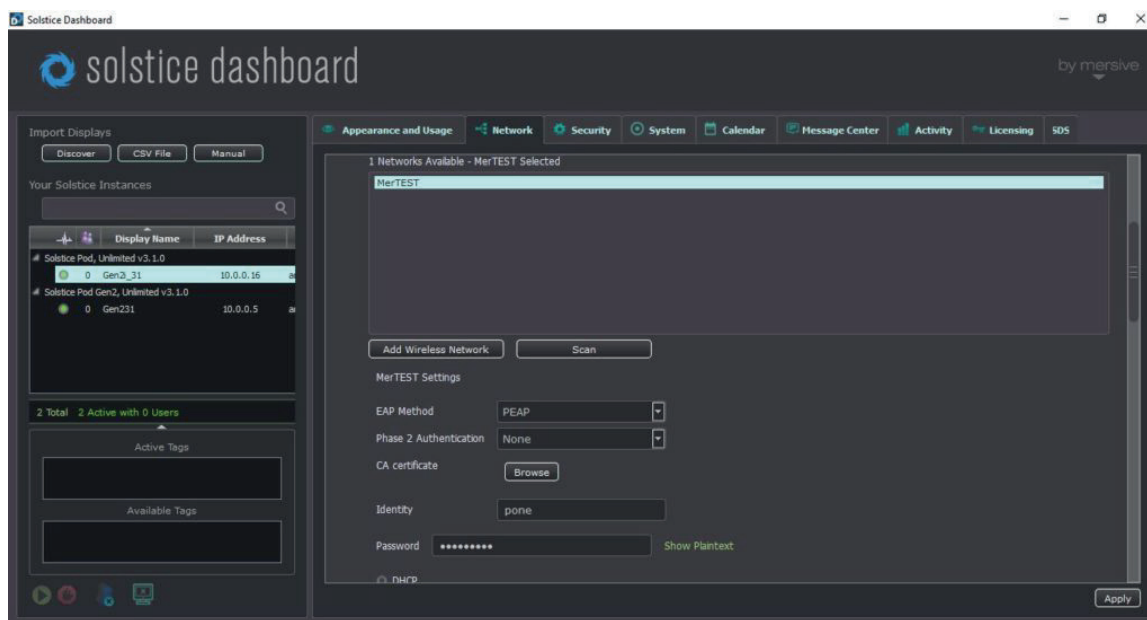 Solstice Dashboard
solstice dashboard
by mersive
Import Displays
Discover CSV File Manual
Your Solstice Instances
Display Name IP Address
Solstice Pod, Unlimited v3.1.0
0 10.0.0.16
Solstice Pod Gen2, Unlimited v3.1.0
0 Gen231 10.0.0.5
2 Total 2 Active with 0 Users
Active Tags
Available Tags
Appearance and Usage Network Security System Calendar Message Center Activity Licensing SDS
1 Networks Available - MerTEST Selected
MerTEST
Add Wireless Network Scan
MerTEST Settings
EAP Method PEAP
Phase 2 Authentication None
CA certificate Browse
Identity pone
Password ********* Show Plaintext
DHCP
Apply